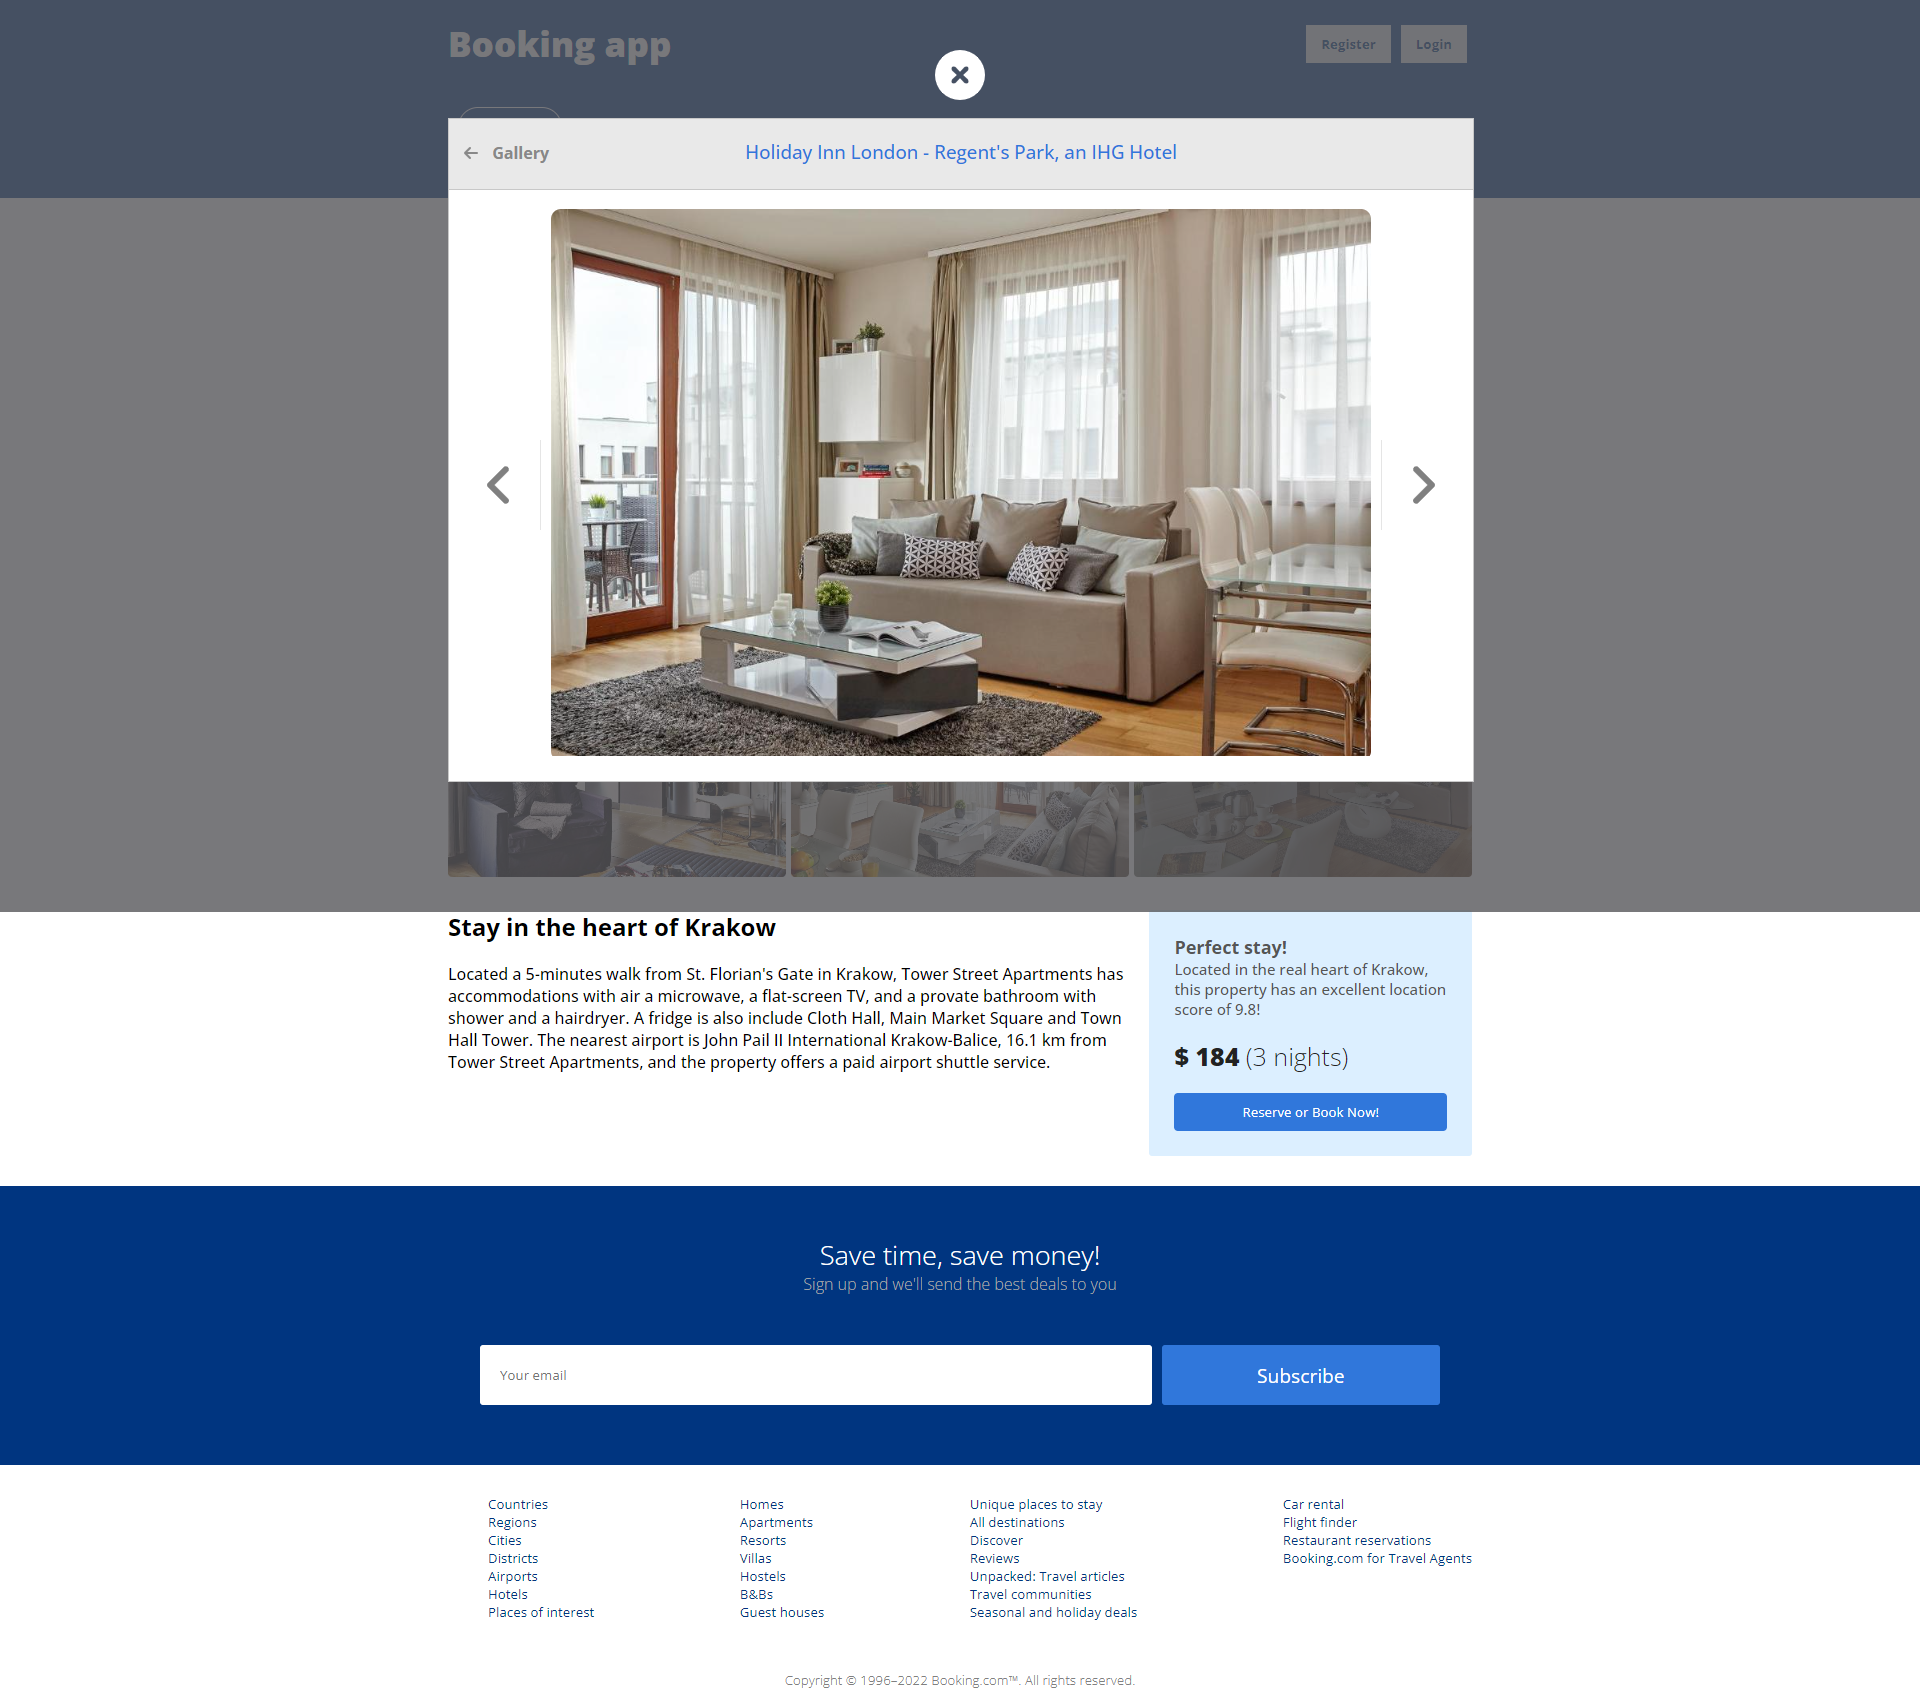 Booking app
Register
Login
Gallery
Holiday Inn London - Regent's Park, an IHG Hotel
Stay in the heart of Krakow
Located a 5-minutes walk from St. Florian's Gate in Krakow, Tower Street Apartments has
accommodations with air a microwave, a flat-screen TV, and a provate bathroom with
shower and a hairdryer. A fridge is also include Cloth Hall, Main Market Square and Town
Hall Tower. The nearest airport is John Pail II International Krakow-Balice, 16.1 km from
Tower Street Apartments, and the property offers a paid airport shuttle service.
Perfect stay!
Located in the real heart of Krakow,
this property has an excellent location
score of 9.8!
$ 184 (3 nights)
Reserve or Book Now!
Save time, save money!
Sign up and we'll send the best deals to you
Your email
Subscribe
Countries
Regions
Cities
Districts
Airports
Hotels
Places of interest
Homes
Apartments
Resorts
Villas
Hostels
B&Bs
Guest houses
Unique places to stay
All destinations
Discover
Reviews
Unpacked: Travel articles
Travel communities
Seasonal and holiday deals
Car rental
Flight finder
Restaurant reservations
Booking.com for Travel Agents
Copyright © 1996–2022 Booking.com™. All rights reserved.